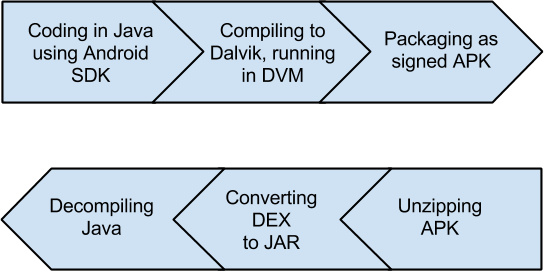 Coding in Java
using Android
SDK
Compiling to
Dalvik, running
in DVM
Packaging as
signed APK
Decompiling
Java
Converting
DEX
to JAR
Unzipping
APK